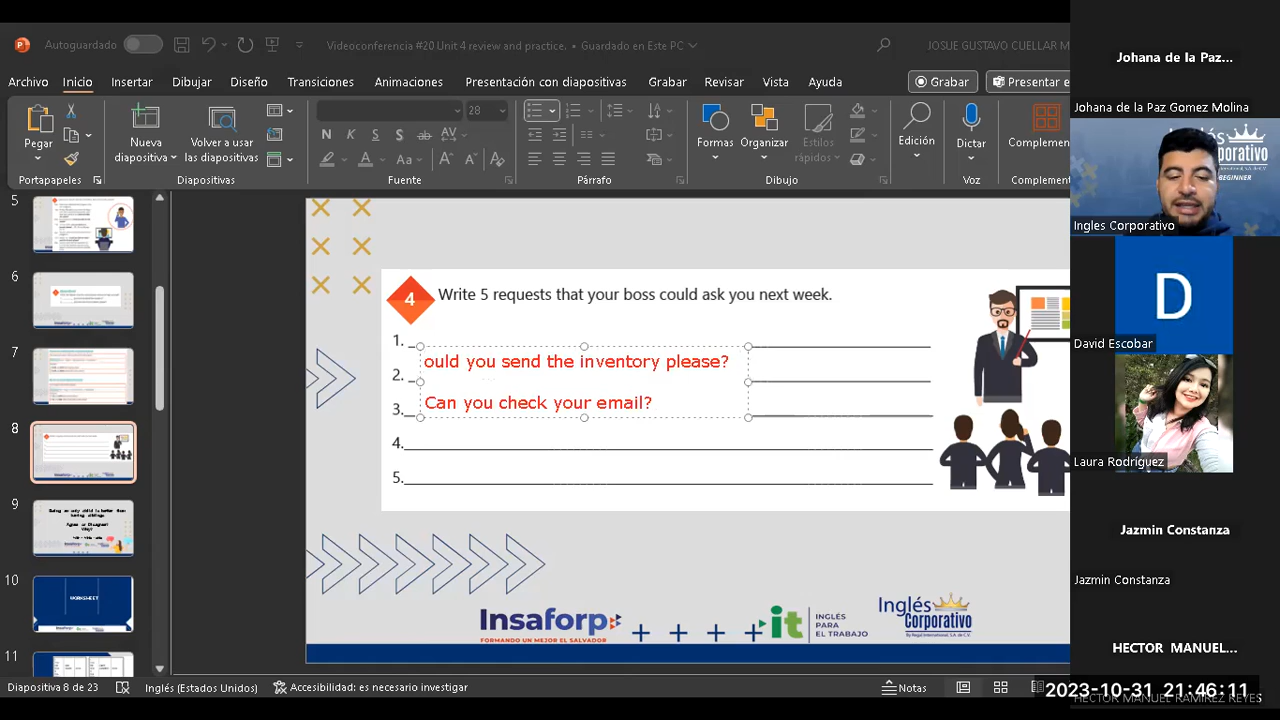 Autoguardado
Videoconferencia #20 Unit 4 review and practice. • Guardado en Este PC
JOSUE GUSTAVO CUELLAR M
Archivo Inicio Insertar Dibujar Diseño Transiciones Animaciones Presentación con diapositivas Grabar Revisar Vista Ayuda
Grabar
Presentar e
Pegar
Nueva diapositiva
Volver a usar las diapositivas
28
Formas
Organizar
Estilos rápidos
Edición
Dictar
Complemen
Portapapeles
Diapositivas
Fuente
Párrafo
Dibujo
Voz
Complement
5
6
8
9
10
WORKSHEET
11
4
Write 5 requests that your boss could ask you next week.
1.
ould you send the inventory please?
2.
Can you check your email?
3.
4.
5.
Insaforp
FORMANDO UN MEJOR EL SALVADOR
it
INGLÉS
PARA
EL TRABAJO
Inglés
Corporativo
Diapositiva 8 de 23
Inglés (Estados Unidos)
Accesibilidad: es necesario investigar
Notas
Johana de la Paz...
Johana de la Paz Gomez Molina
Ingles Corporativo
D
David Escobar
Laura Rodríguez
Jazmin Constanza
Jazmin Constanza
HECTOR MANUEL...
HECTOR MANUEL RAMIREZ REYES
2023-10-31 21:46:11